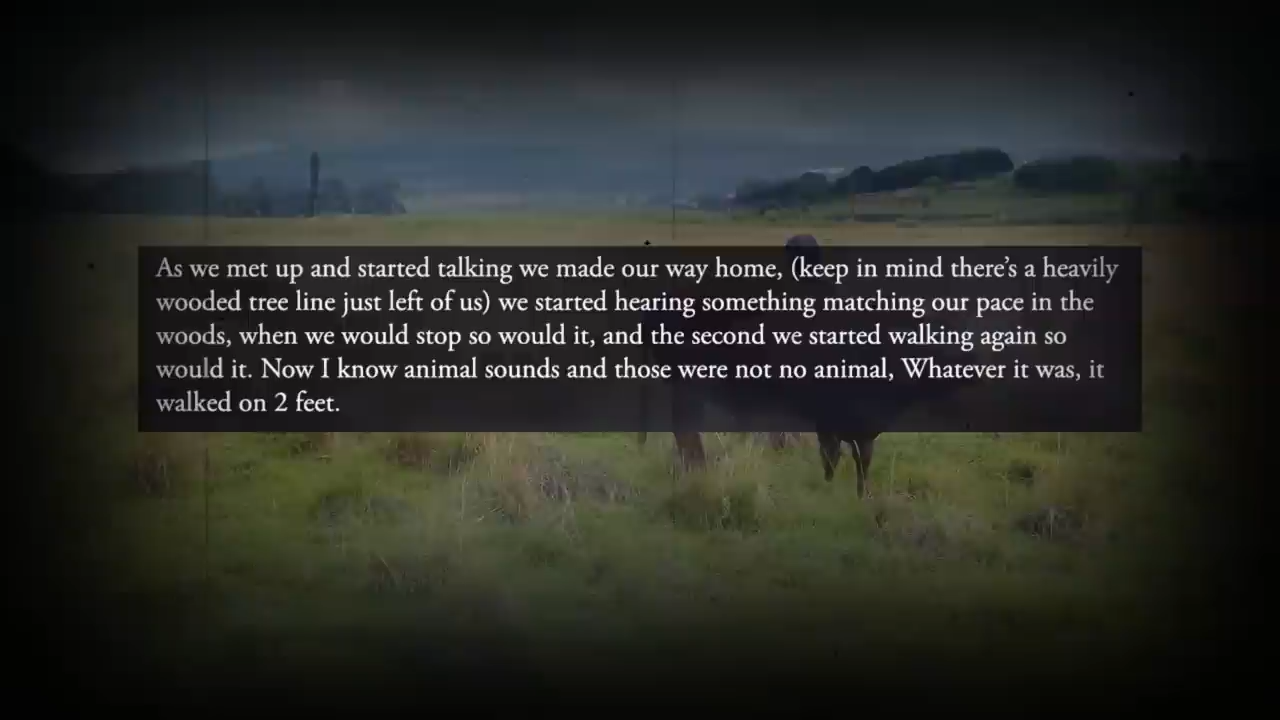 As we met up and started talking we made our way home, (keep in mind there's a heavily
wooded tree line just left of us) we started hearing something matching our pace in the
woods, when we would stop so would it, and the second we started walking again so
would it. Now I know animal sounds and those were not no animal, Whatever it was, it
walked on 2 feet.